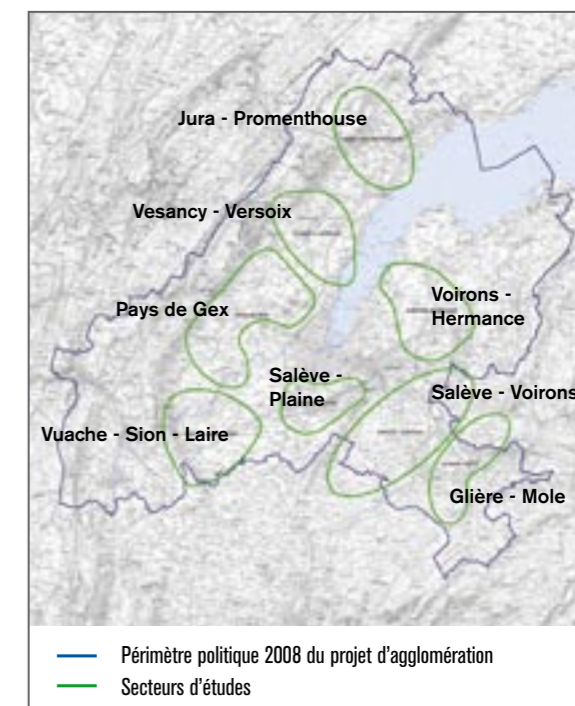 Jura - Promenthouse
Vesancy - Versoix
Pays de Gex
Voirons -
Hermance
Salève -
Plaine
Salève - Voirons
Vuache - Sion - Laire
Glière - Mole
Périmètre politique 2008 du projet d'agglomération
Secteurs d'études